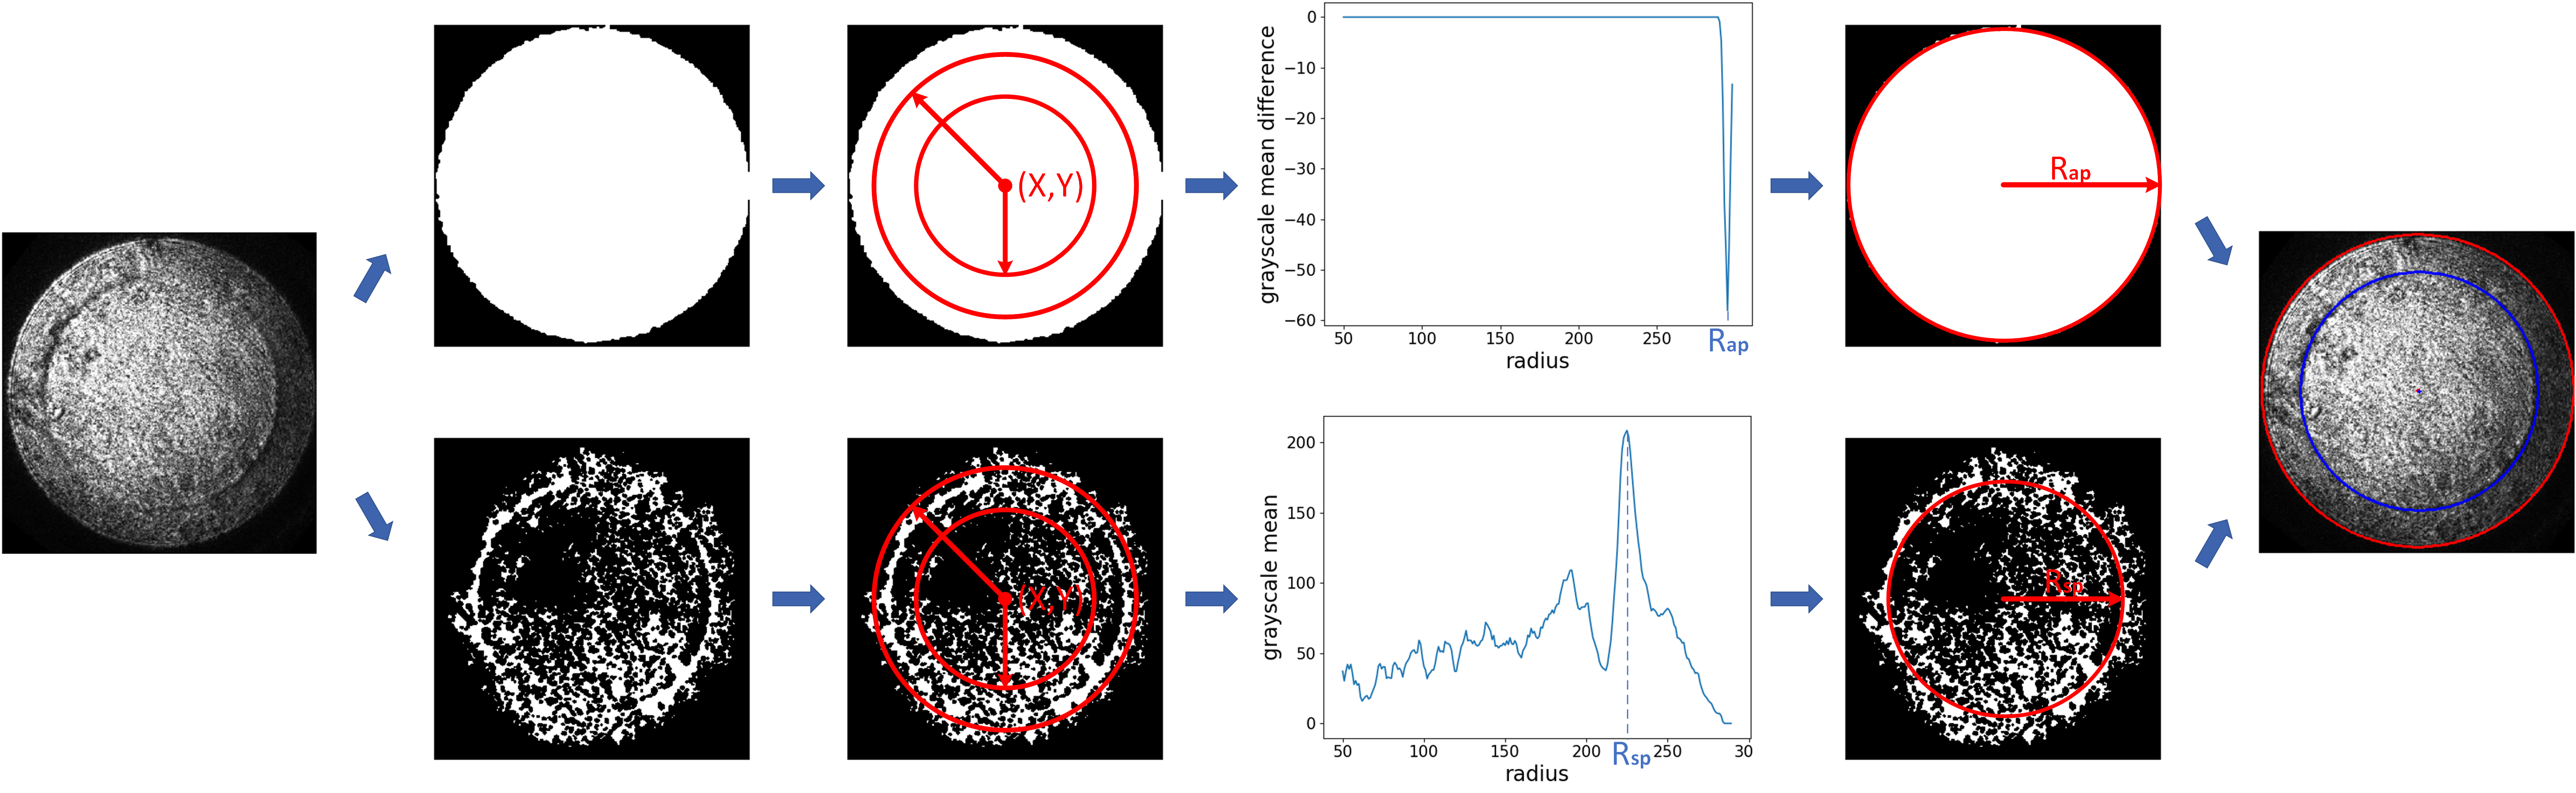 (X,Y)
grayscale mean difference
0
−10
−20
−30
−40
−50
−60
50 100 150 200 250
Rap
radius
Rap
(X,Y)
grayscale mean
200
150
100
50
0
50 100 150 200 250 30
Rsp
radius
Rsp